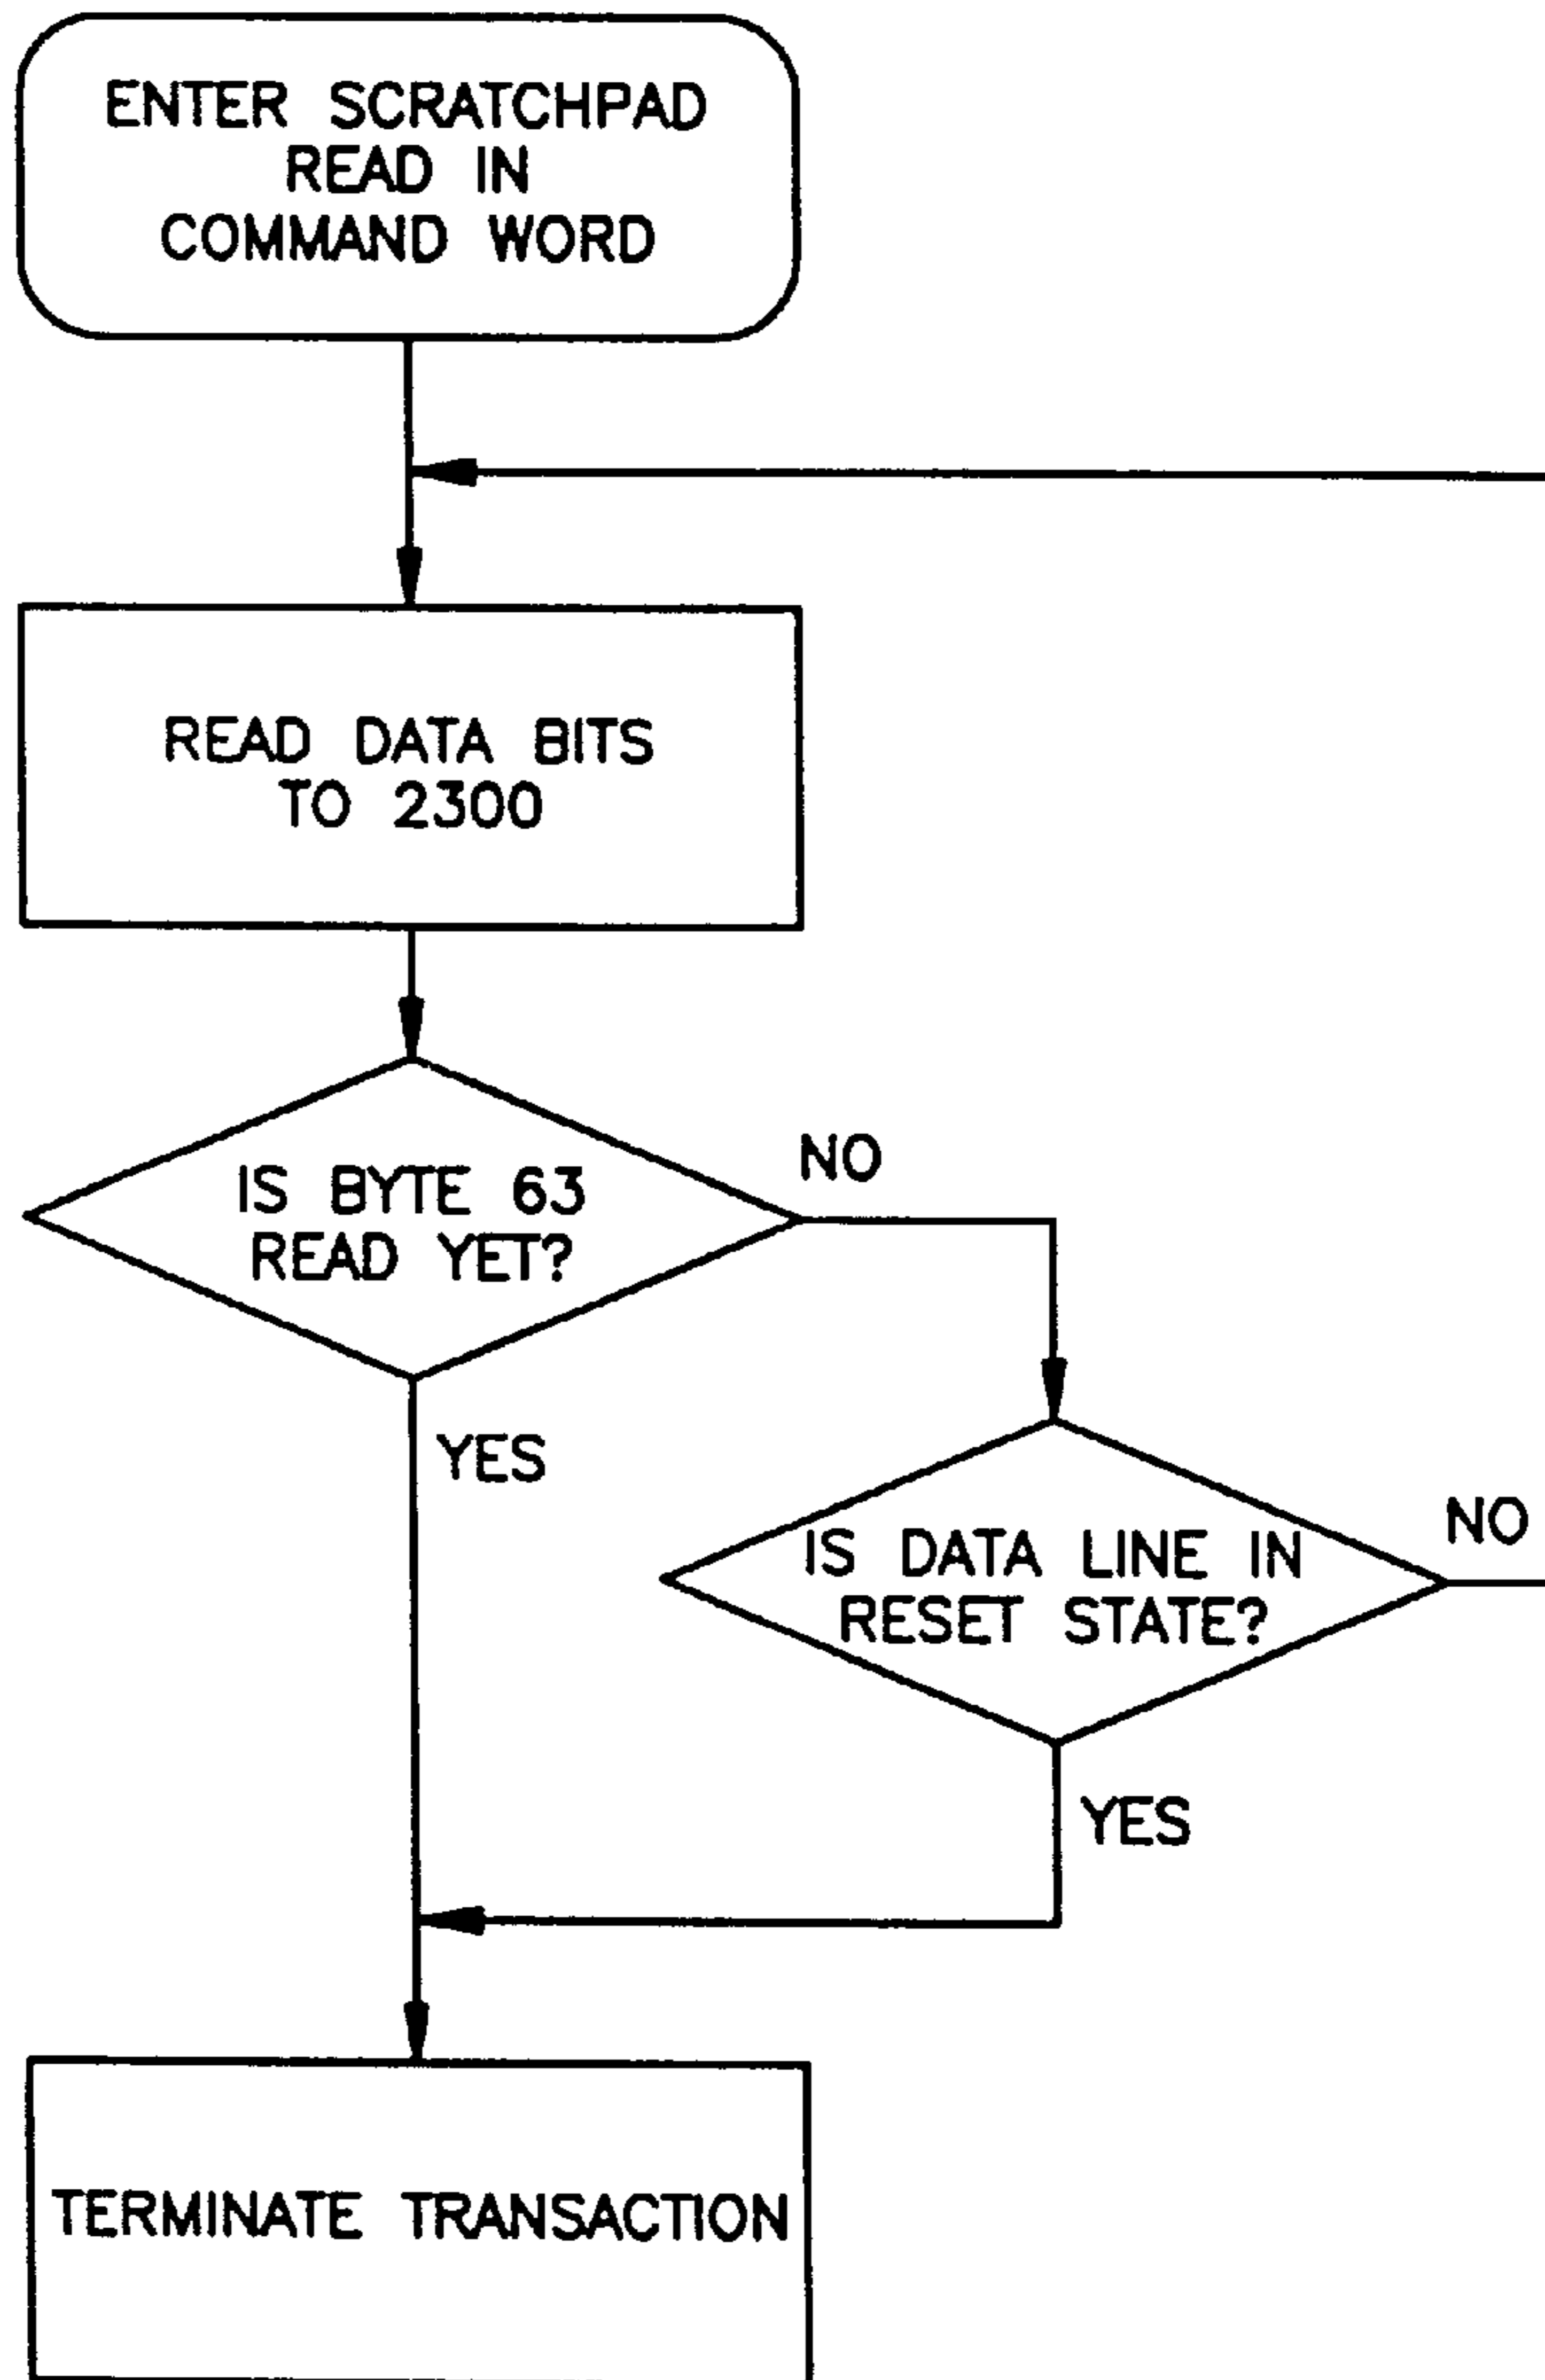 ENTER SCRATCHPAD
READ IN
COMMAND WORD
READ DATA BITS
TO 2300
IS BYTE 63
READ YET?
NO
YES
IS DATA LINE IN
RESET STATE?
NO
YES
TERMINATE TRANSACTION